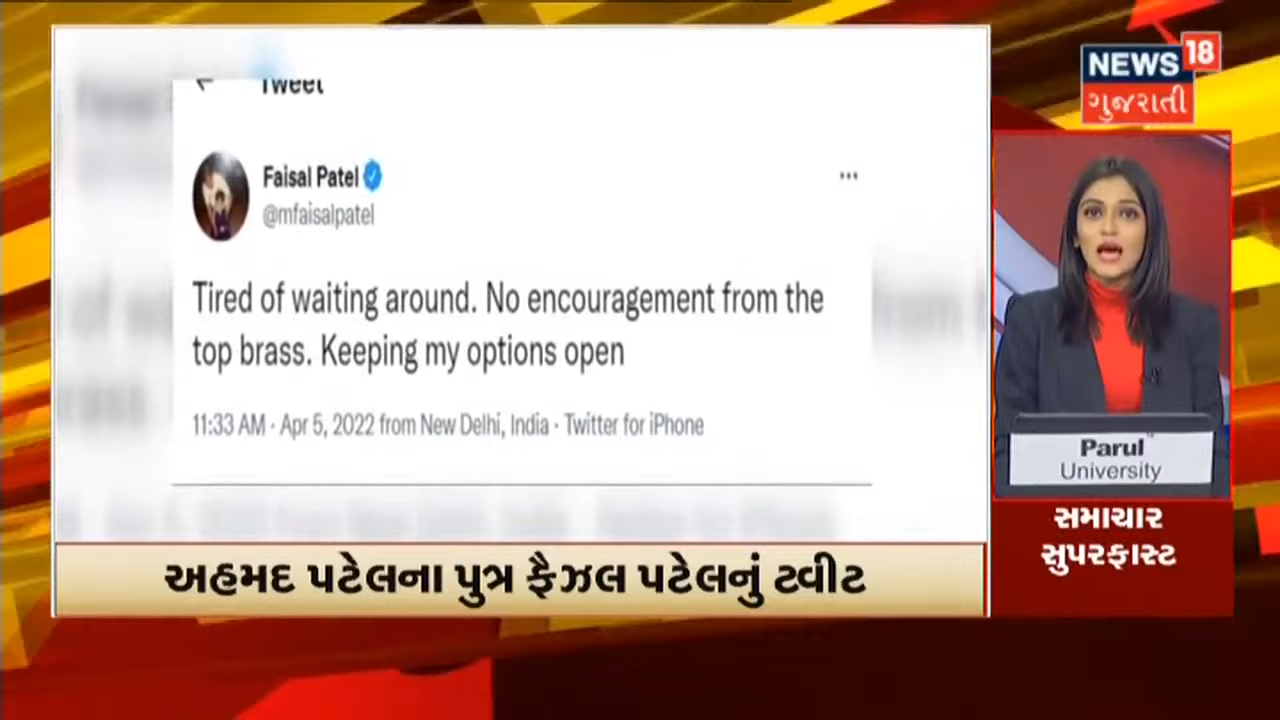 Tweet
Faisal Patel
@mfaisalpatel
Tired of waiting around. No encouragement from the
top brass. Keeping my options open
11:33 AM · Apr 5, 2022 from New Delhi, India · Twitter for iPhone
અહમદ પટેલના પુત્ર ફૈઝલ પટેલનું ટ્વીટ
NEWS 18
ગુજરાતી
Parul
University
સમાચાર
સુપરફાસ્ટ